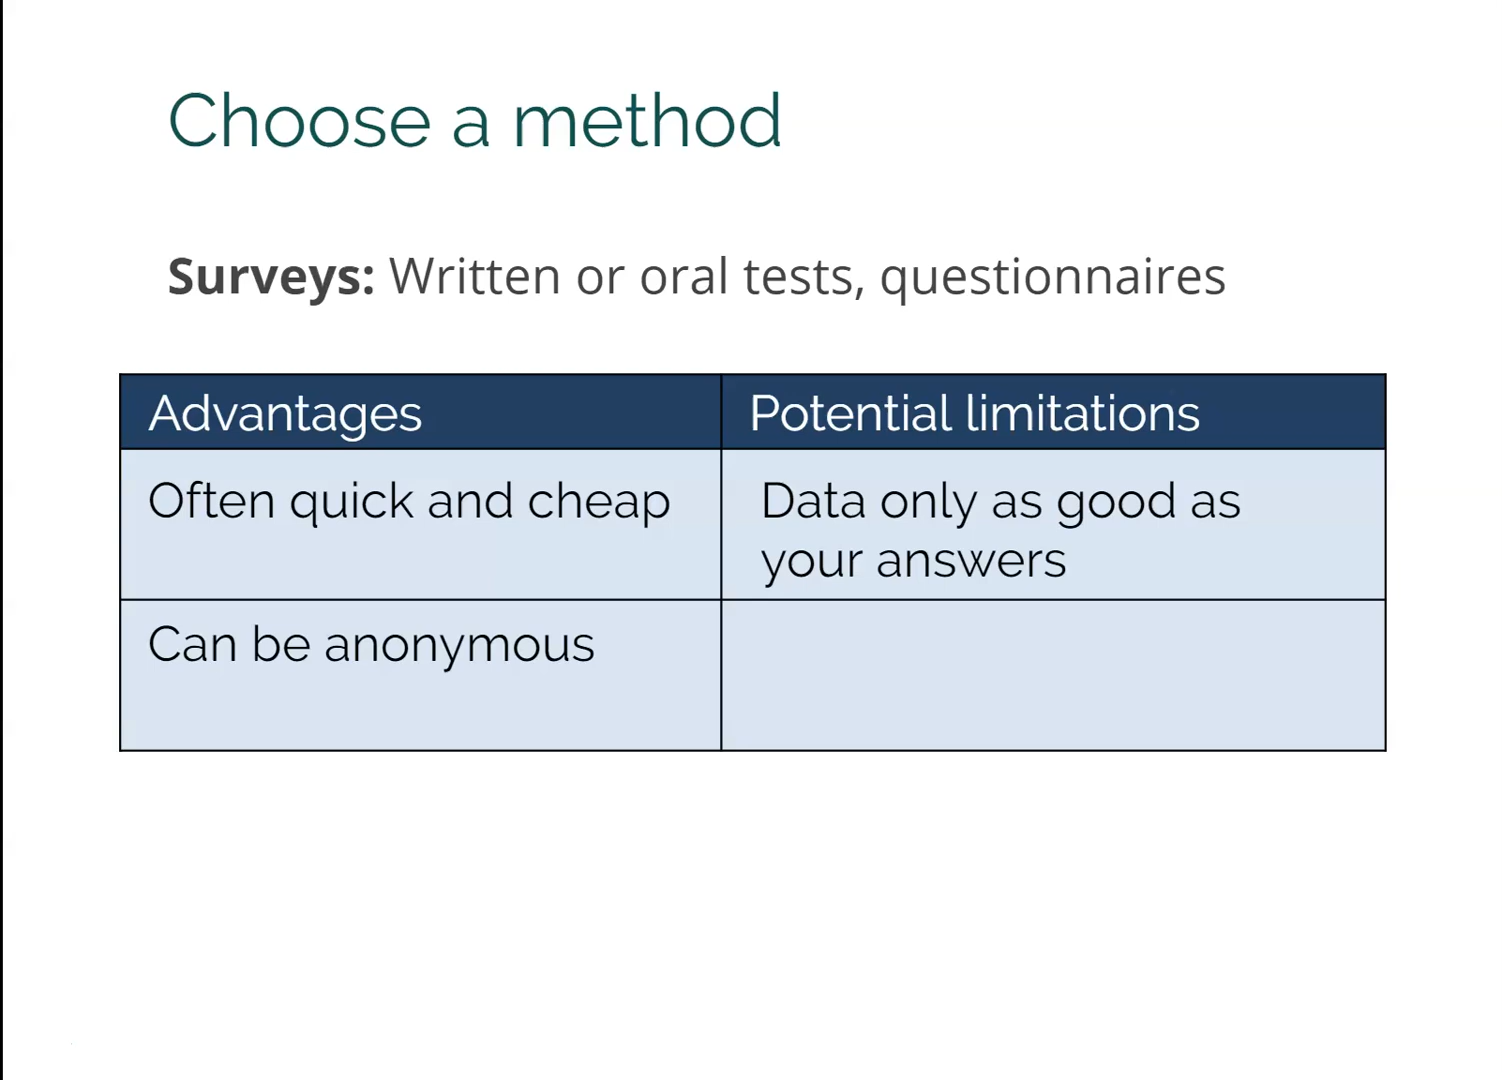 Choose a method
Surveys: Written or oral tests, questionnaires
Advantages
Potential limitations
Often quick and cheap
Data only as good as
your answers
Can be anonymous